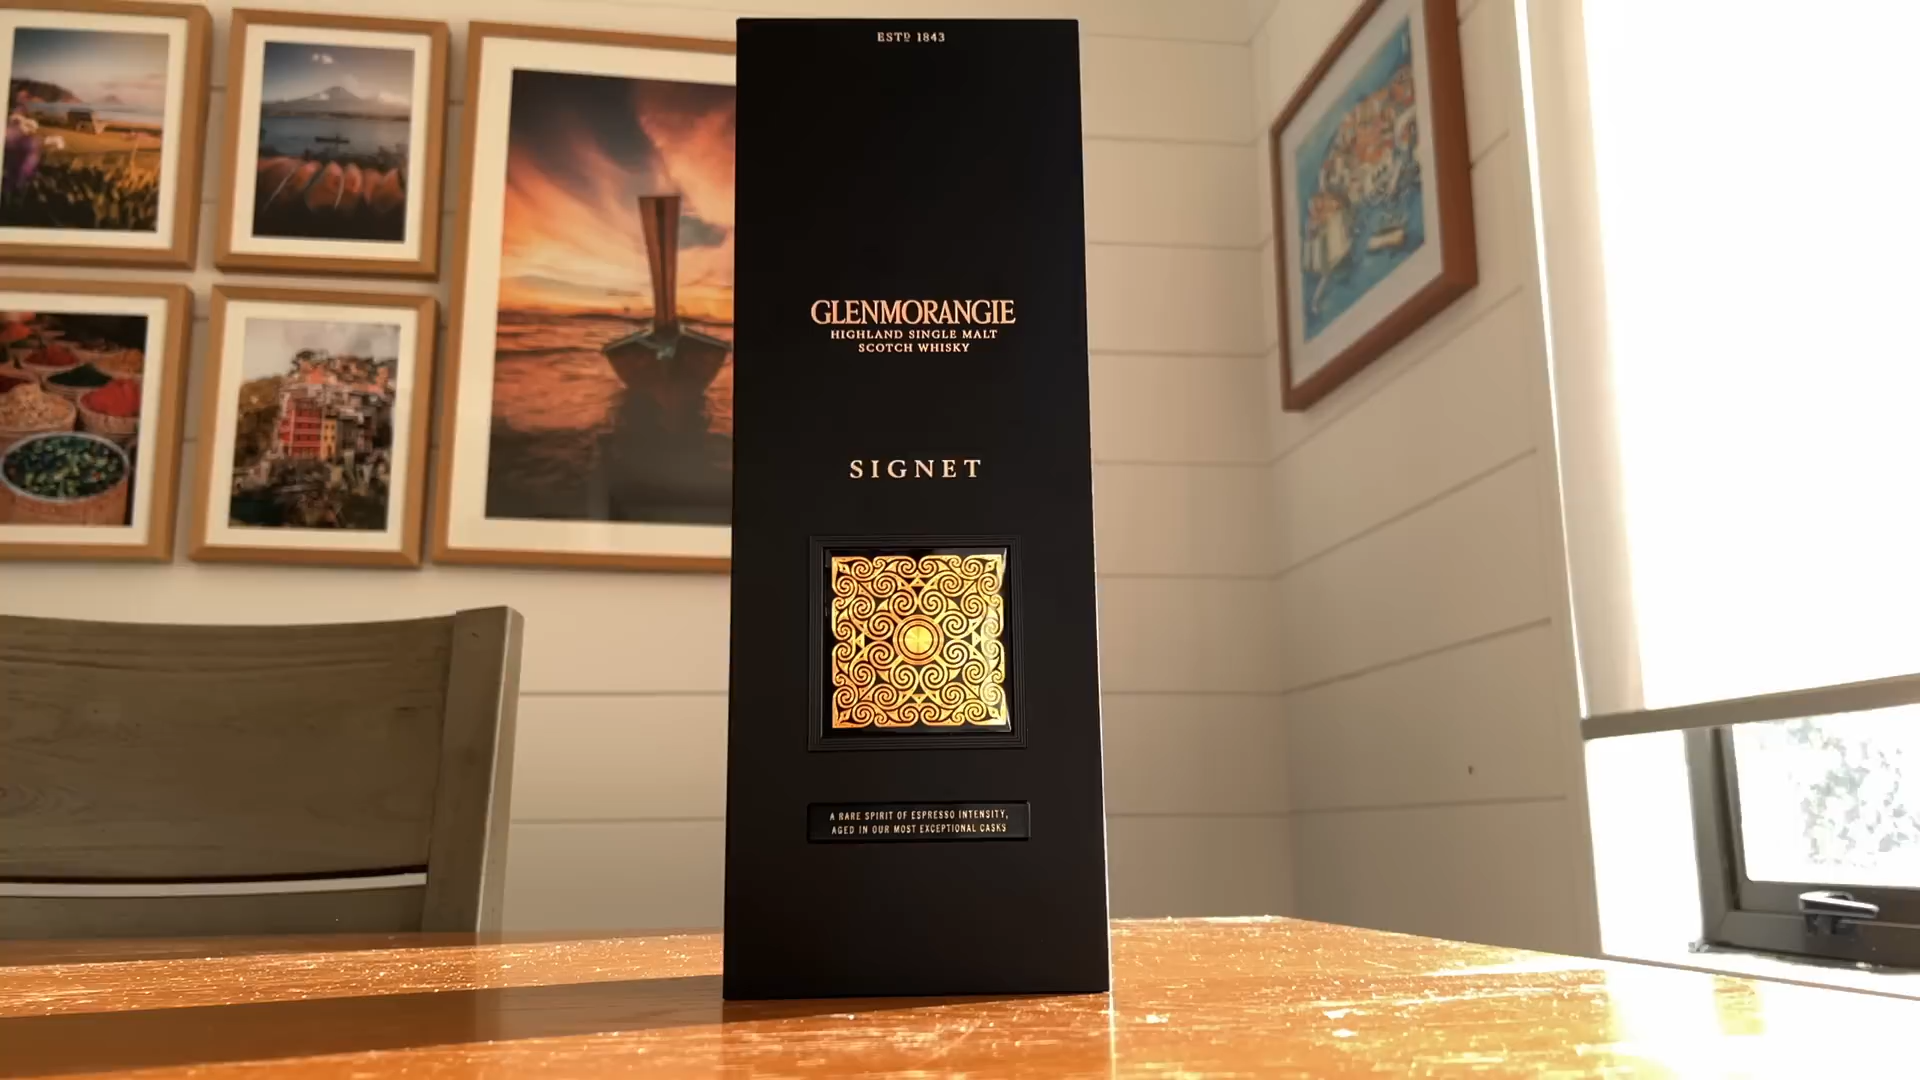 ESTD 1843
GLENMORANGIE
HIGHLAND SINGLE MALT
SCOTCH WHISKY
SIGNET
A RARE SPIRIT OF ESPRESSO INTENSITY,
AGED IN OUR MOST EXCEPTIONAL CASKS